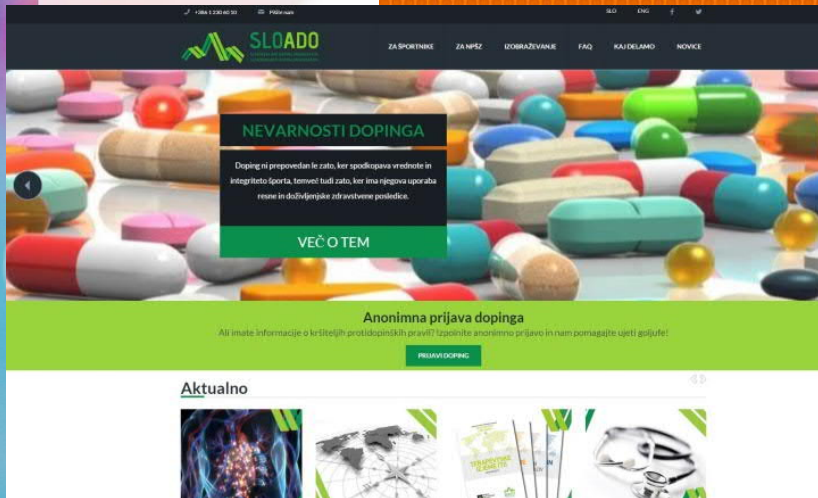 +386 1 230 60 10
Pišite nam
SLO ENG
SLOADO
ZA ŠPORTNIKE ZA NPŠZ IZOBRAŽEVANJE FAQ KAJ DELAMO NOVICE
NEVARNOSTI DOPINGA
Doping ni prepovedan le zato, ker spodkopava vrednote in
integriteto športa, temveč tudi zato, ker ima njegova uporaba
resne in doživljenjske zdravstvene posledice.
VEČ O TEM
Anonimna prijava dopinga
Ali imate informacije o kršiteljih protidopinških pravil? Izpolnite anonimno prijavo in nam pomagajte ujeti goljufe!
PRIJAVI DOPING
Aktualno